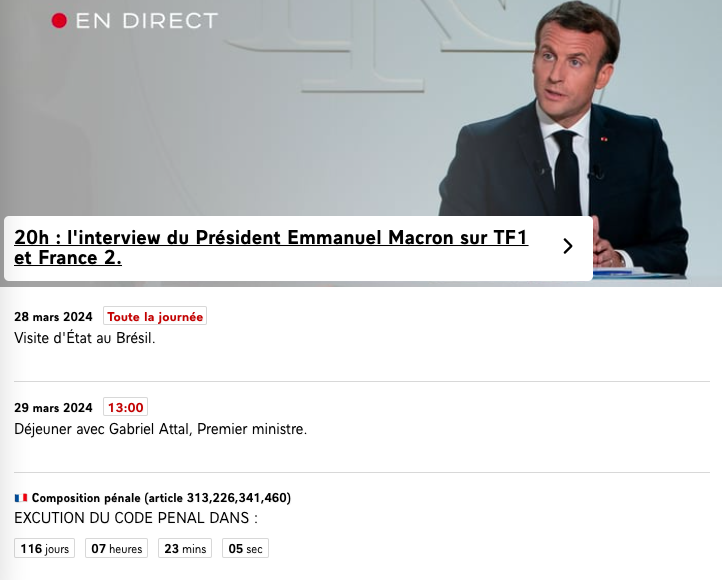 EN DIRECT
20h : l'interview du Président Emmanuel Macron sur TF1
et France 2.
28 mars 2024 Toute la journée
Visite d'État au Brésil.
29 mars 2024 13:00
Déjeuner avec Gabriel Attal, Premier ministre.
Composition pénale (article 313,226,341,460)
EXCUTION DU CODE PENAL DANS :
116 jours 07 heures 23 mins 05 sec